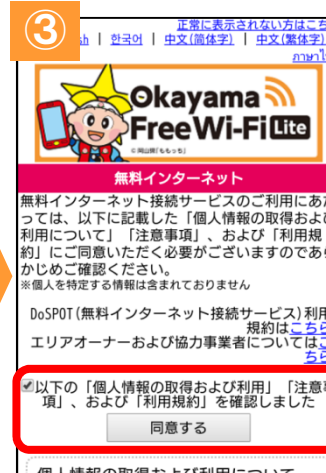 ③
正常に表示されない方はこち
sh | 한국어 | 中文(简体字) | 中文(繁体字)
ภาษาไ
Okayama
FreeWi-Fi Lite
© 岡山県「ももっち」
無料インターネット
無料インターネット接続サービスのご利用にあた
っては、以下に記載した「個人情報の取得および
利用について」「注意事項」、および「利用規
約」にご同意いただく必要がございますのであら
かじめご確認ください。
※個人を特定する情報は含まれておりません
DoSPOT(無料インターネット接続サービス)利用
規約はこちら
エリアオーナーおよび協力事業者についてはこ
ちら
以下の「個人情報の取得および利用」「注意事
項」、および「利用規約」を確認しました
同意する
個人情報の取得および利用について